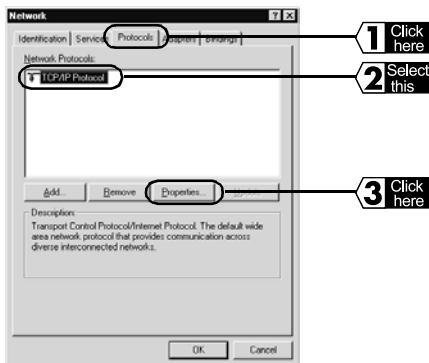 Network
Identification Services Protocols Adapters Bindings
Network Protocols:
TCP/IP Protocol
Add... Remove Properties... Update...
Description:
Transport Control Protocol/Internet Protocol. The default wide
area network protocol that provides communication across
diverse interconnected networks.
OK Cancel
1 Click
here
2 Select
this
3 Click
here